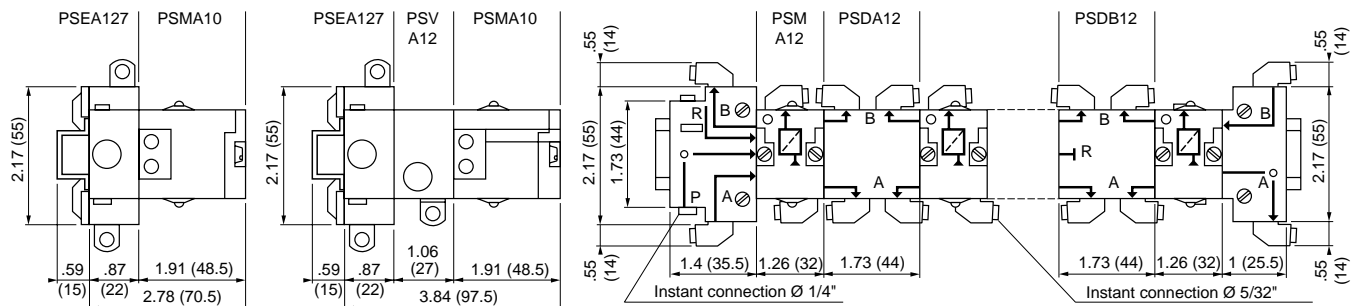 PSEA127
PSMA10
2.17 (55)
.59
(15)
.87
(22)
1.91 (48.5)
2.78 (70.5)
PSEA127
PSV
A12
PSMA10
2.17 (55)
1.06
(27)
.59
(15)
.87
(22)
1.91 (48.5)
3.84 (97.5)
PSM
A12
PSDA12
PSDB12
.55
(14)
.55
(14)
2.17 (55)
1.73 (44)
R
B
P
A
B
A
B
R
A
B
A
2.17 (55)
.55
(14)
.55
(14)
1.4 (35.5)
1.26 (32)
1.73 (44)
1.73 (44)
1.26 (32)
1 (25.5)
Instant connection Ø 1/4"
Instant connection Ø 5/32"